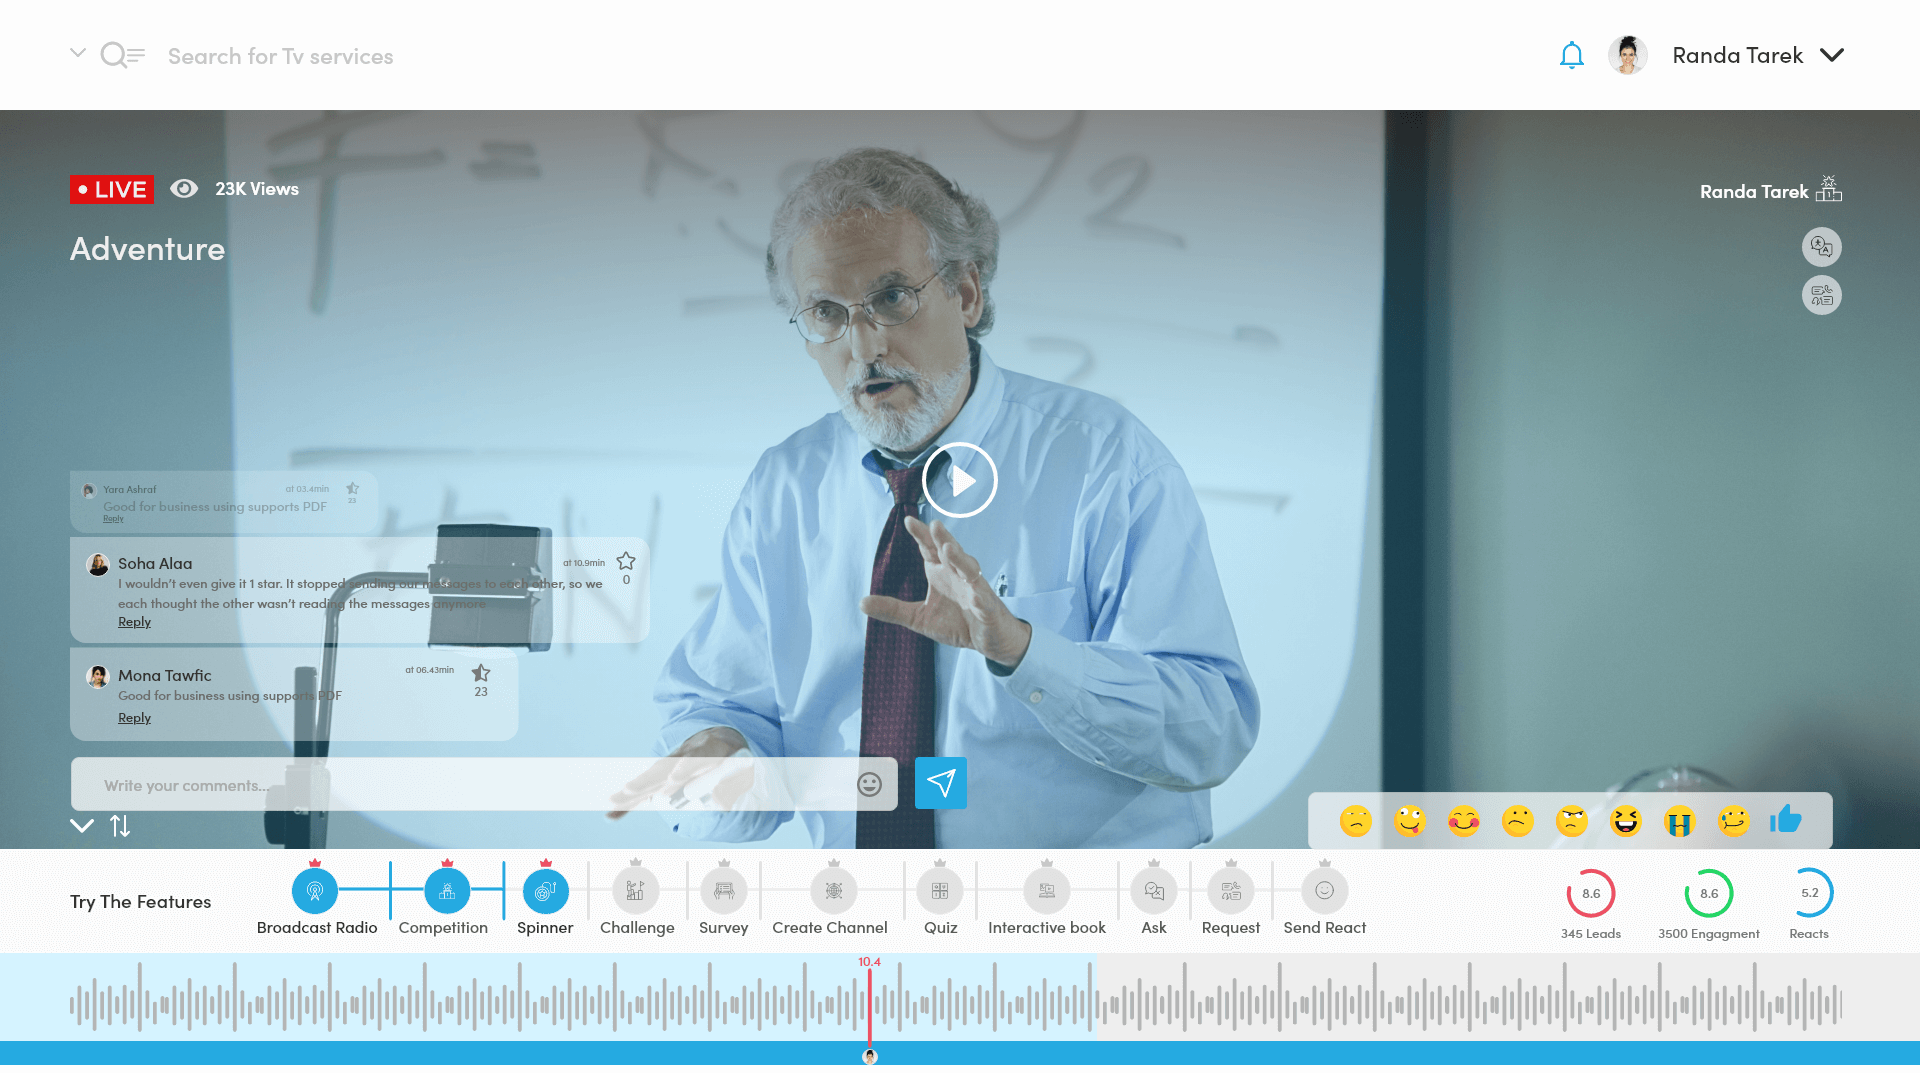 Search for Tv services
Randa Tarek
LIVE
23K Views
Randa Tarek
Adventure
Yara Ashraf
at 03.4min
Good for business using supports PDF
23
Reply
Soha Alaa
at 10.9min
I wouldn't even give it 1 star. It stopped sending our messages to each other, so we
each thought the other wasn't reading the messages anymore
0
Reply
Mona Tawfic
at 06.43min
Good for business using supports PDF
23
Reply
Write your comments...
Try The Features
Broadcast Radio
Competition
Spinner
Challenge
Survey
Create Channel
Quiz
Interactive book
Ask
Request
Send React
8.6
8.6
5.2
345 Leads
3500 Engagment
Reacts
10.4